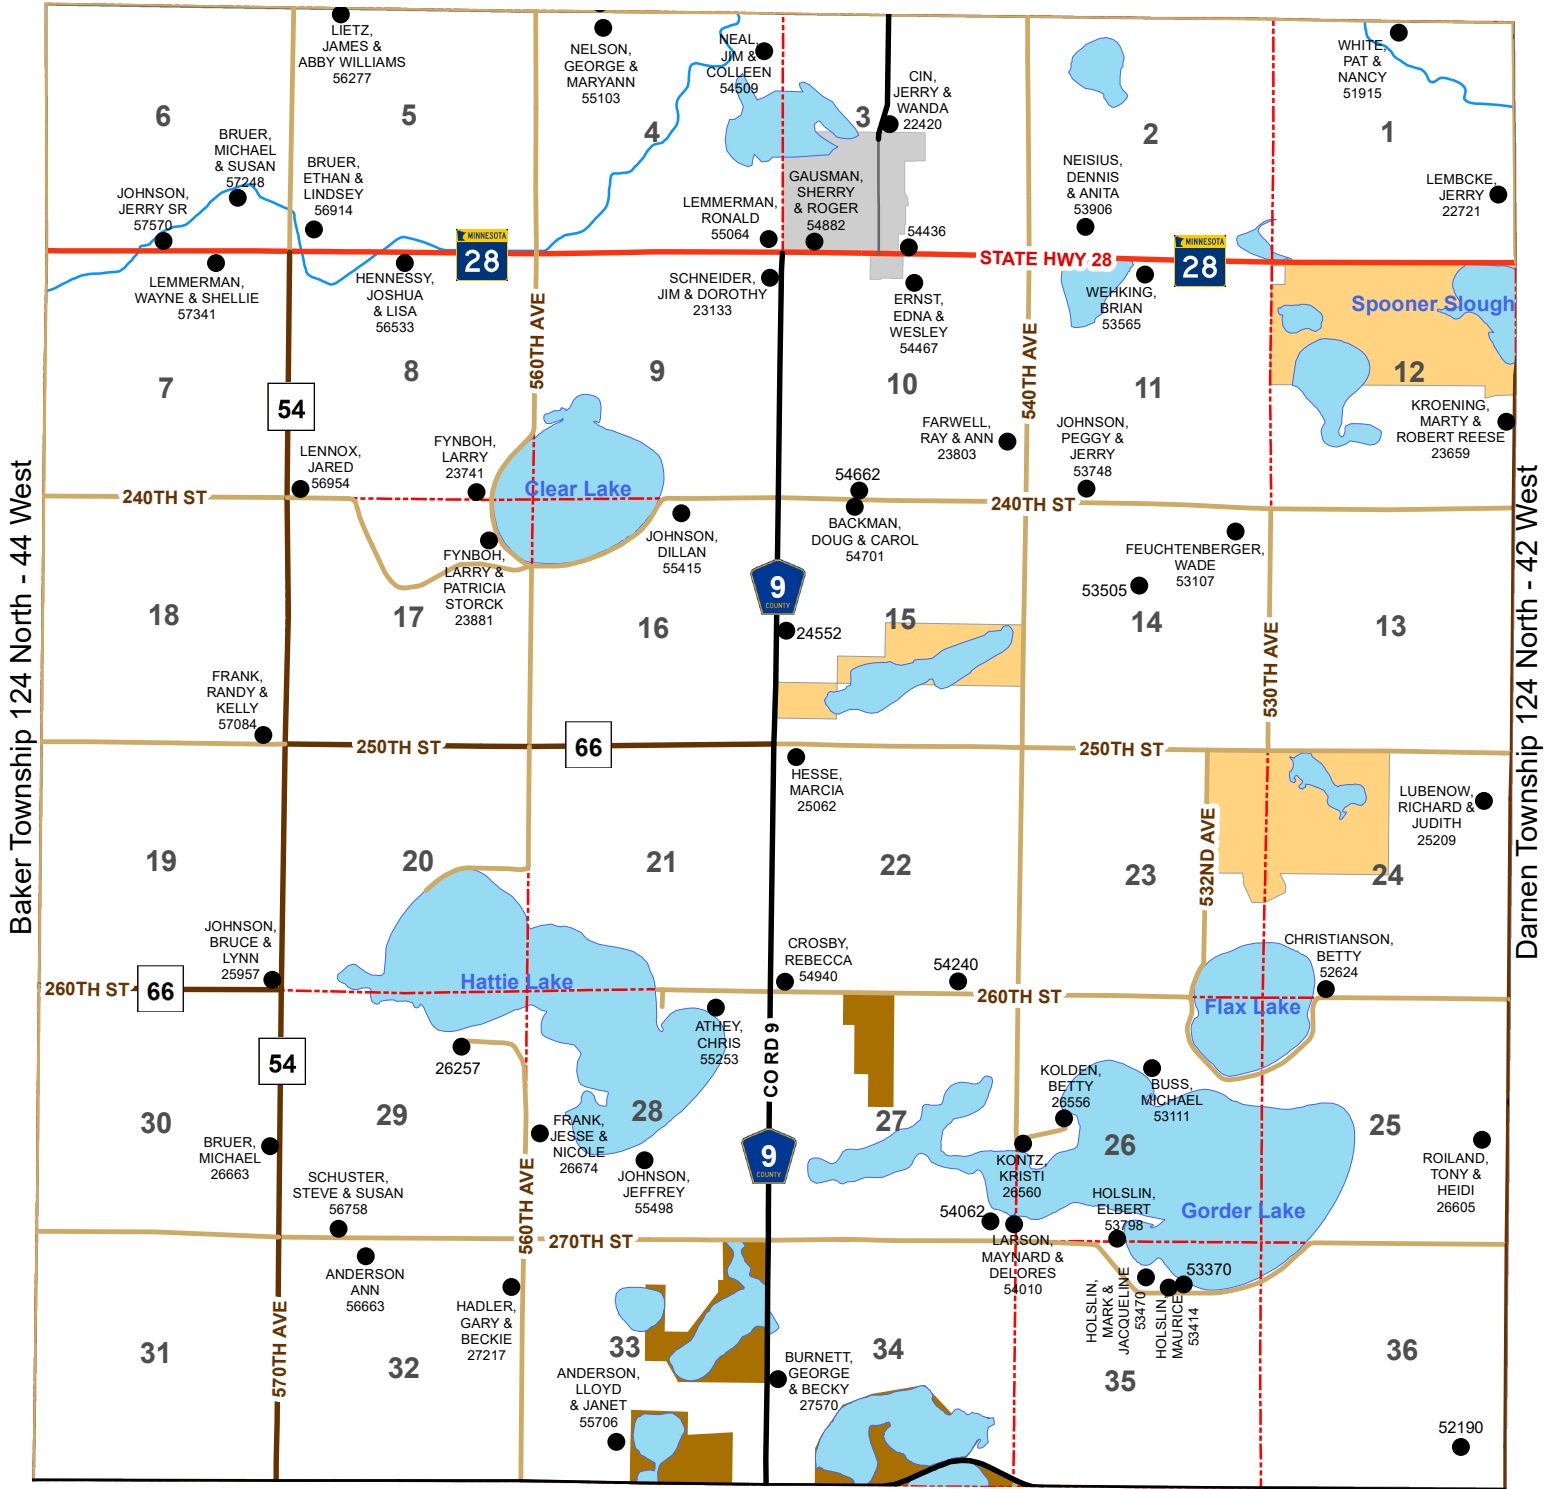 LIETZ,
JAMES &
ABBY WILLIAMS
56277
NELSON,
GEORGE &
MARYANN
55103
NEAL,
JIM &
COLLEEN
54509
CIN,
JERRY &
WANDA
22420
WHITE,
PAT &
NANCY
51915
6
5
4
3
2
1
BRUER,
MICHAEL
& SUSAN
57248
BRUER,
ETHAN &
LINDSEY
56914
JOHNSON,
JERRY SR
57570
LEMMERMAN,
RONALD
55064
GAUSMAN,
SHERRY
& ROGER
54882
54436
NEISIUS,
DENNIS
& ANITA
53906
LEMBCKE,
JERRY
22721
MINNESOTA
28
STATE HWY 28
MINNESOTA
28
LEMMERMAN,
WAYNE & SHELLIE
57341
HENNESSY,
JOSHUA
& LISA
56533
SCHNEIDER,
JIM & DOROTHY
23133
ERNST,
EDNA &
WESLEY
54467
WEHKING,
BRIAN
53565
Spooner Slough
560TH AVE
540TH AVE
7
8
9
10
11
12
54
LENNOX,
JARED
56954
FYNBOH,
LARRY
23741
FARWELL,
RAY & ANN
23803
JOHNSON,
PEGGY &
JERRY
53748
KROENING,
MARTY &
ROBERT REESE
23659
Clear Lake
240TH ST
54662
240TH ST
BACKMAN,
DOUG & CAROL
54701
JOHNSON,
DILLAN
55415
FYNBOH,
LARRY &
PATRICIA
STORCK
23881
FEUCHTENBERGER,
WADE
53107
53505
9
COUNTY
18
17
16
15
14
13
24552
530TH AVE
FRANK,
RANDY &
KELLY
57084
250TH ST
66
250TH ST
HESSE,
MARCIA
25062
LUBENOW,
RICHARD &
JUDITH
25209
Baker Township 124 North - 44 West
Darnen Township 124 North - 42 West
532ND AVE
19
20
21
22
23
24
JOHNSON,
BRUCE &
LYNN
25957
CROSBY,
REBECCA
54940
54240
CHRISTIANSON,
BETTY
52624
260TH ST
66
Hattie Lake
260TH ST
Flax Lake
ATHEY,
CHRIS
55253
CO RD 9
54
26257
KOLDEN,
BETTY
26556
BUSS,
MICHAEL
53111
30
29
28
27
26
25
BRUER,
MICHAEL
26663
FRANK,
JESSE &
NICOLE
26674
JOHNSON,
JEFFREY
55498
9
COUNTY
KONTZ,
KRISTI
26560
ROILAND,
TONY &
HEIDI
26605
SCHUSTER,
STEVE & SUSAN
56758
560TH AVE
HOLSLIN,
ELBERT
53798
Gorder Lake
54062
270TH ST
LARSON,
MAYNARD &
DELORES
54010
ANDERSON
ANN
56663
HADLER,
GARY &
BECKIE
27217
HOLSLIN,
MARK &
JACQUELINE
53470
HOLSLIN,
MAURICE
53414
53370
570TH AVE
31
32
33
34
35
36
ANDERSON,
LLOYD
& JANET
55706
BURNETT,
GEORGE
& BECKY
27570
52190